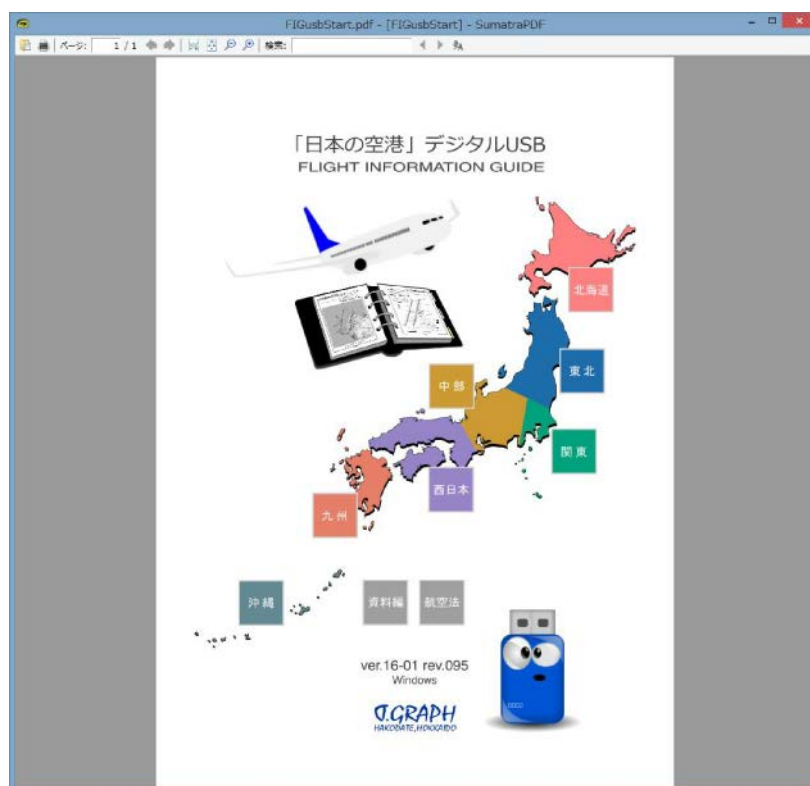 FIGusbStart.pdf - [FIGusbStart] - SumatraPDF
ページ: 1 / 1 検索:
「日本の空港」デジタルUSB
FLIGHT INFORMATION GUIDE
北海道
東北
中部
関東
西日本
九州
沖縄 資料編 航空法
ver.16-01 rev.095
Windows
J.GRAPH
HAKODATE, HOKKAIDO